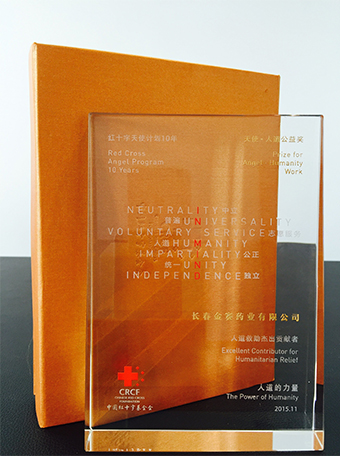 红十字天使计划10年
Red Cross
Angel Program
10 Years
天使·人道公益奖
Prize for
Angel Humanity
Work
NEUTRALITY中立
普遍UNIVERSALITY
VOLUNTARY SERVICE志愿服务
人道HUMANITY
IMPARTIALITY公正
统一UNITY
INDEPENDENCE独立
长春金赛药业有限公司
人道救助杰出贡献者
Excellent Contributor for
Humanitarian Relief
CRCF
中国红十字基金会
人道的力量
The Power of Humanity
2015.11